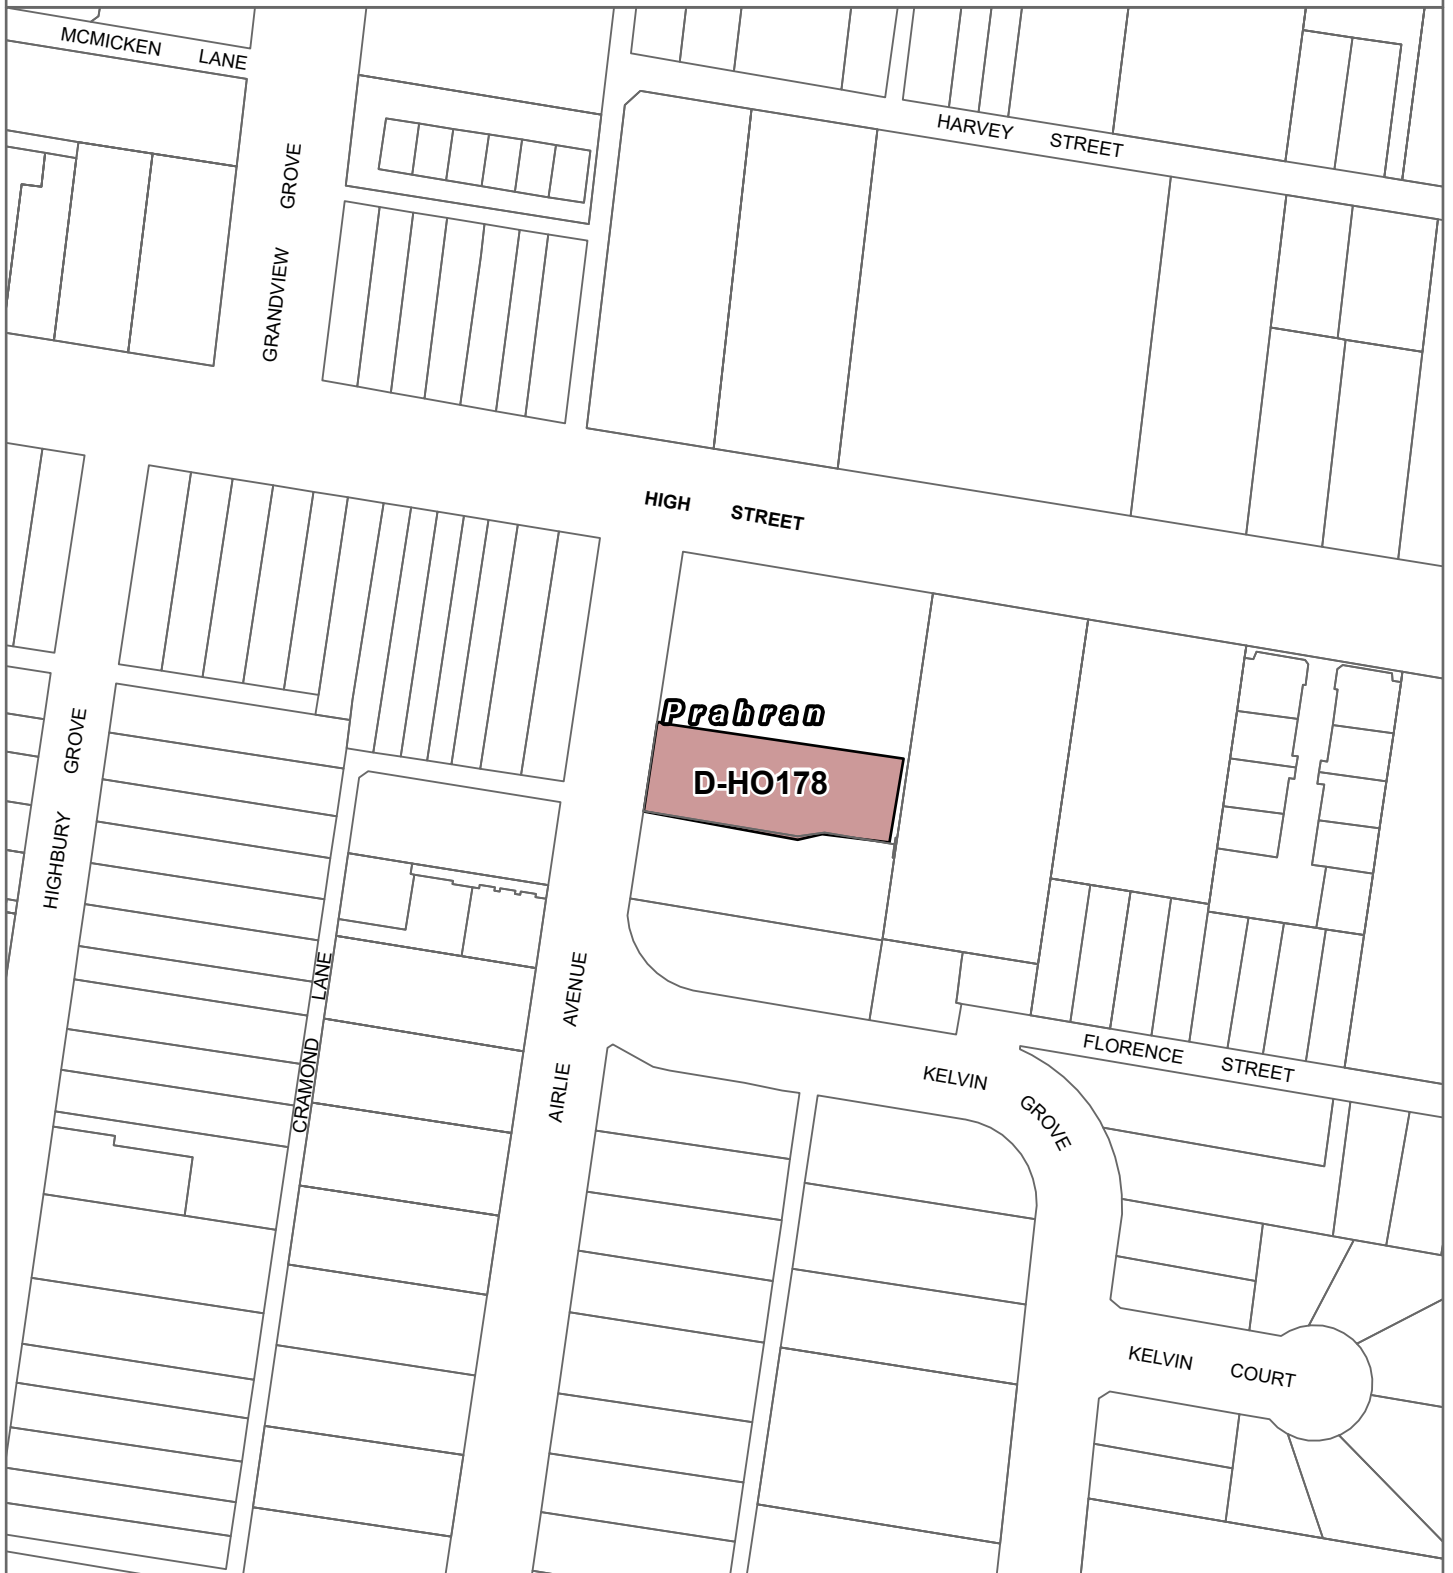 MCMICKEN LANE
HARVEY STREET
GRANDVIEW GROVE
HIGH STREET
Prahran
D-HO178
HIGHBURY GROVE
CRAMOND LANE
AIRLIE AVENUE
FLORENCE STREET
KELVIN GROVE
KELVIN COURT